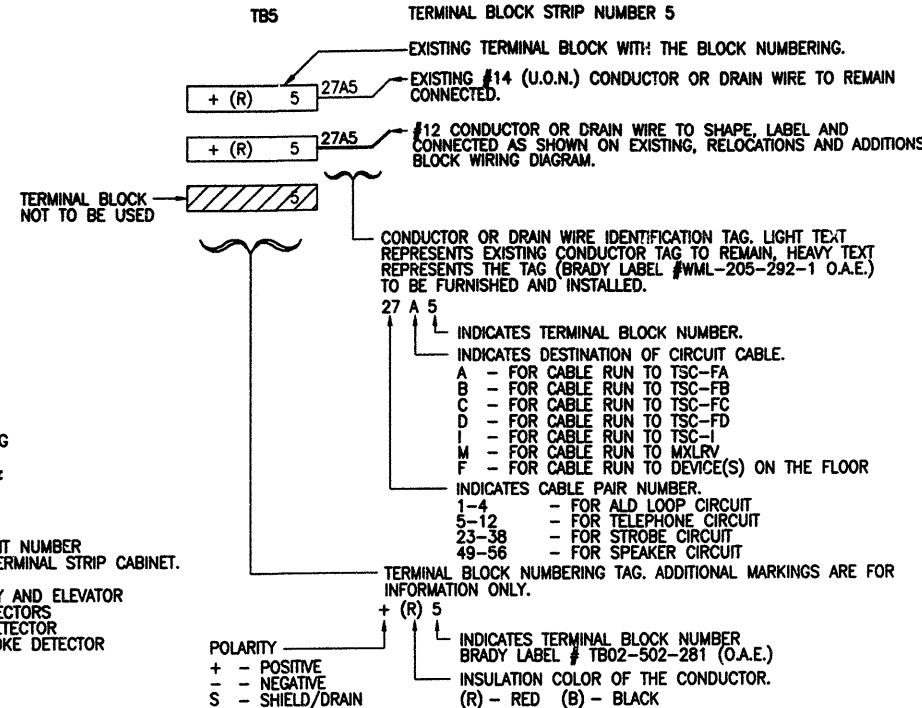 TB5 TERMINAL BLOCK STRIP NUMBER 5
EXISTING TERMINAL BLOCK WITH THE BLOCK NUMBERING.
+ (R) 5 27A5
EXISTING #14 (U.O.N.) CONDUCTOR OR DRAIN WIRE TO REMAIN
CONNECTED.
+ (R) 5 27A5
#12 CONDUCTOR OR DRAIN WIRE TO SHAPE, LABEL AND
CONNECTED AS SHOWN ON EXISTING, RELOCATIONS AND ADDITIONS
BLOCK WIRING DIAGRAM.
TERMINAL BLOCK
NOT TO BE USED
5
CONDUCTOR OR DRAIN WIRE IDENTIFICATION TAG. LIGHT TEXT
REPRESENTS EXISTING CONDUCTOR TAG TO REMAIN, HEAVY TEXT
REPRESENTS THE TAG (BRADY LABEL #WML-205-292-1 O.A.E.)
TO BE FURNISHED AND INSTALLED.
27 A 5
INDICATES TERMINAL BLOCK NUMBER.
INDICATES DESTINATION OF CIRCUIT CABLE.
A - FOR CABLE RUN TO TSC-FA
B - FOR CABLE RUN TO TSC-FB
C - FOR CABLE RUN TO TSC-FC
D - FOR CABLE RUN TO TSC-FD
I - FOR CABLE RUN TO TSC-I
M - FOR CABLE RUN TO MXLRV
F - FOR CABLE RUN TO DEVICE(S) ON THE FLOOR
INDICATES CABLE PAIR NUMBER.
1-4 - FOR ALD LOOP CIRCUIT
5-12 - FOR TELEPHONE CIRCUIT
23-38 - FOR STROBE CIRCUIT
49-56 - FOR SPEAKER CIRCUIT
TERMINAL BLOCK NUMBERING TAG. ADDITIONAL MARKINGS ARE FOR
INFORMATION ONLY.
+ (R) 5
INDICATES TERMINAL BLOCK NUMBER
BRADY LABEL # TB02-502-281 (O.A.E.)
INSULATION COLOR OF THE CONDUCTOR.
(R) - RED (B) - BLACK
POLARITY
+ - POSITIVE
- - NEGATIVE
S - SHIELD/DRAIN
G
NUMBER
TERMINAL STRIP CABINET.
AND ELEVATOR